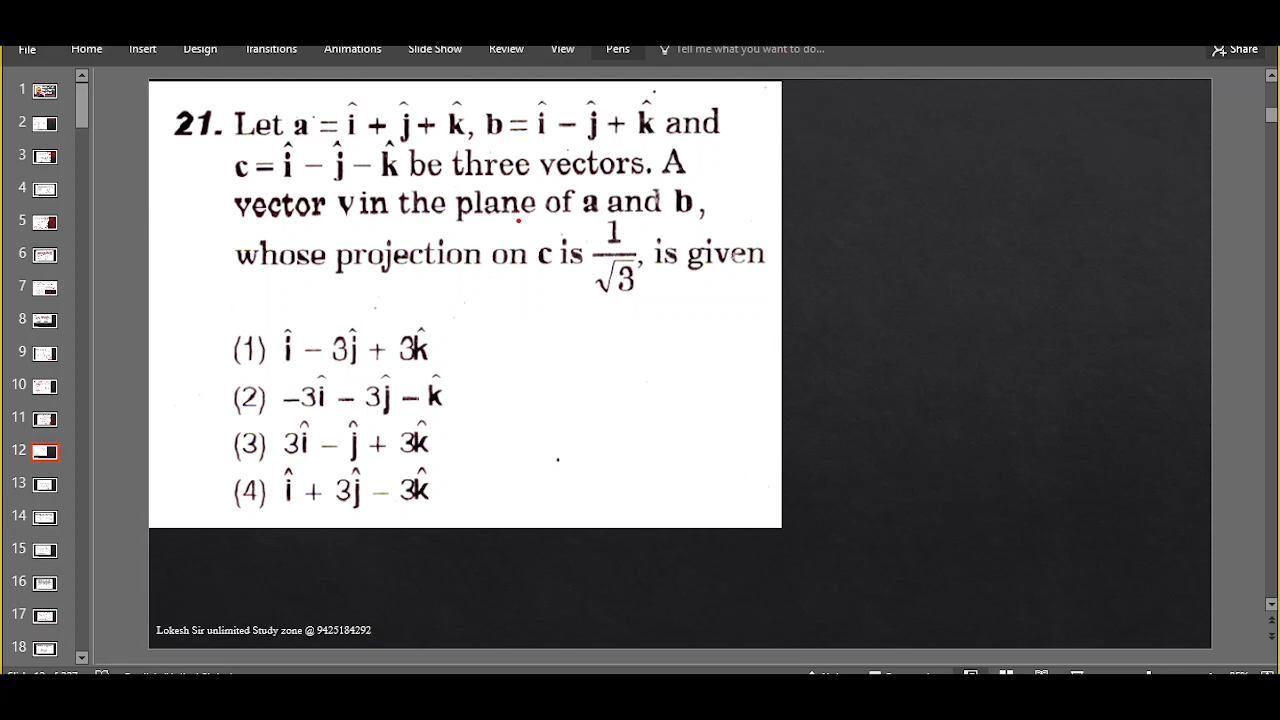 File Home Insert Design Transitions Animations Slide Show Review View Pens Tell me what you want to do... Share
1
2
3
4
5
6
7
8
9
10
11
12
13
14
15
16
17
18
21. Let a = î + ĵ + k̂, b = î − ĵ + k̂ and
c = î − ĵ − k̂ be three vectors. A
vector v in the plane of a and b,
whose projection on c is 1/√3, is given
(1) î − 3ĵ + 3k̂
(2) −3î − 3ĵ − k̂
(3) 3î − ĵ + 3k̂
(4) î + 3ĵ − 3k̂
Lokesh Sir unlimited Study zone @ 9425184292